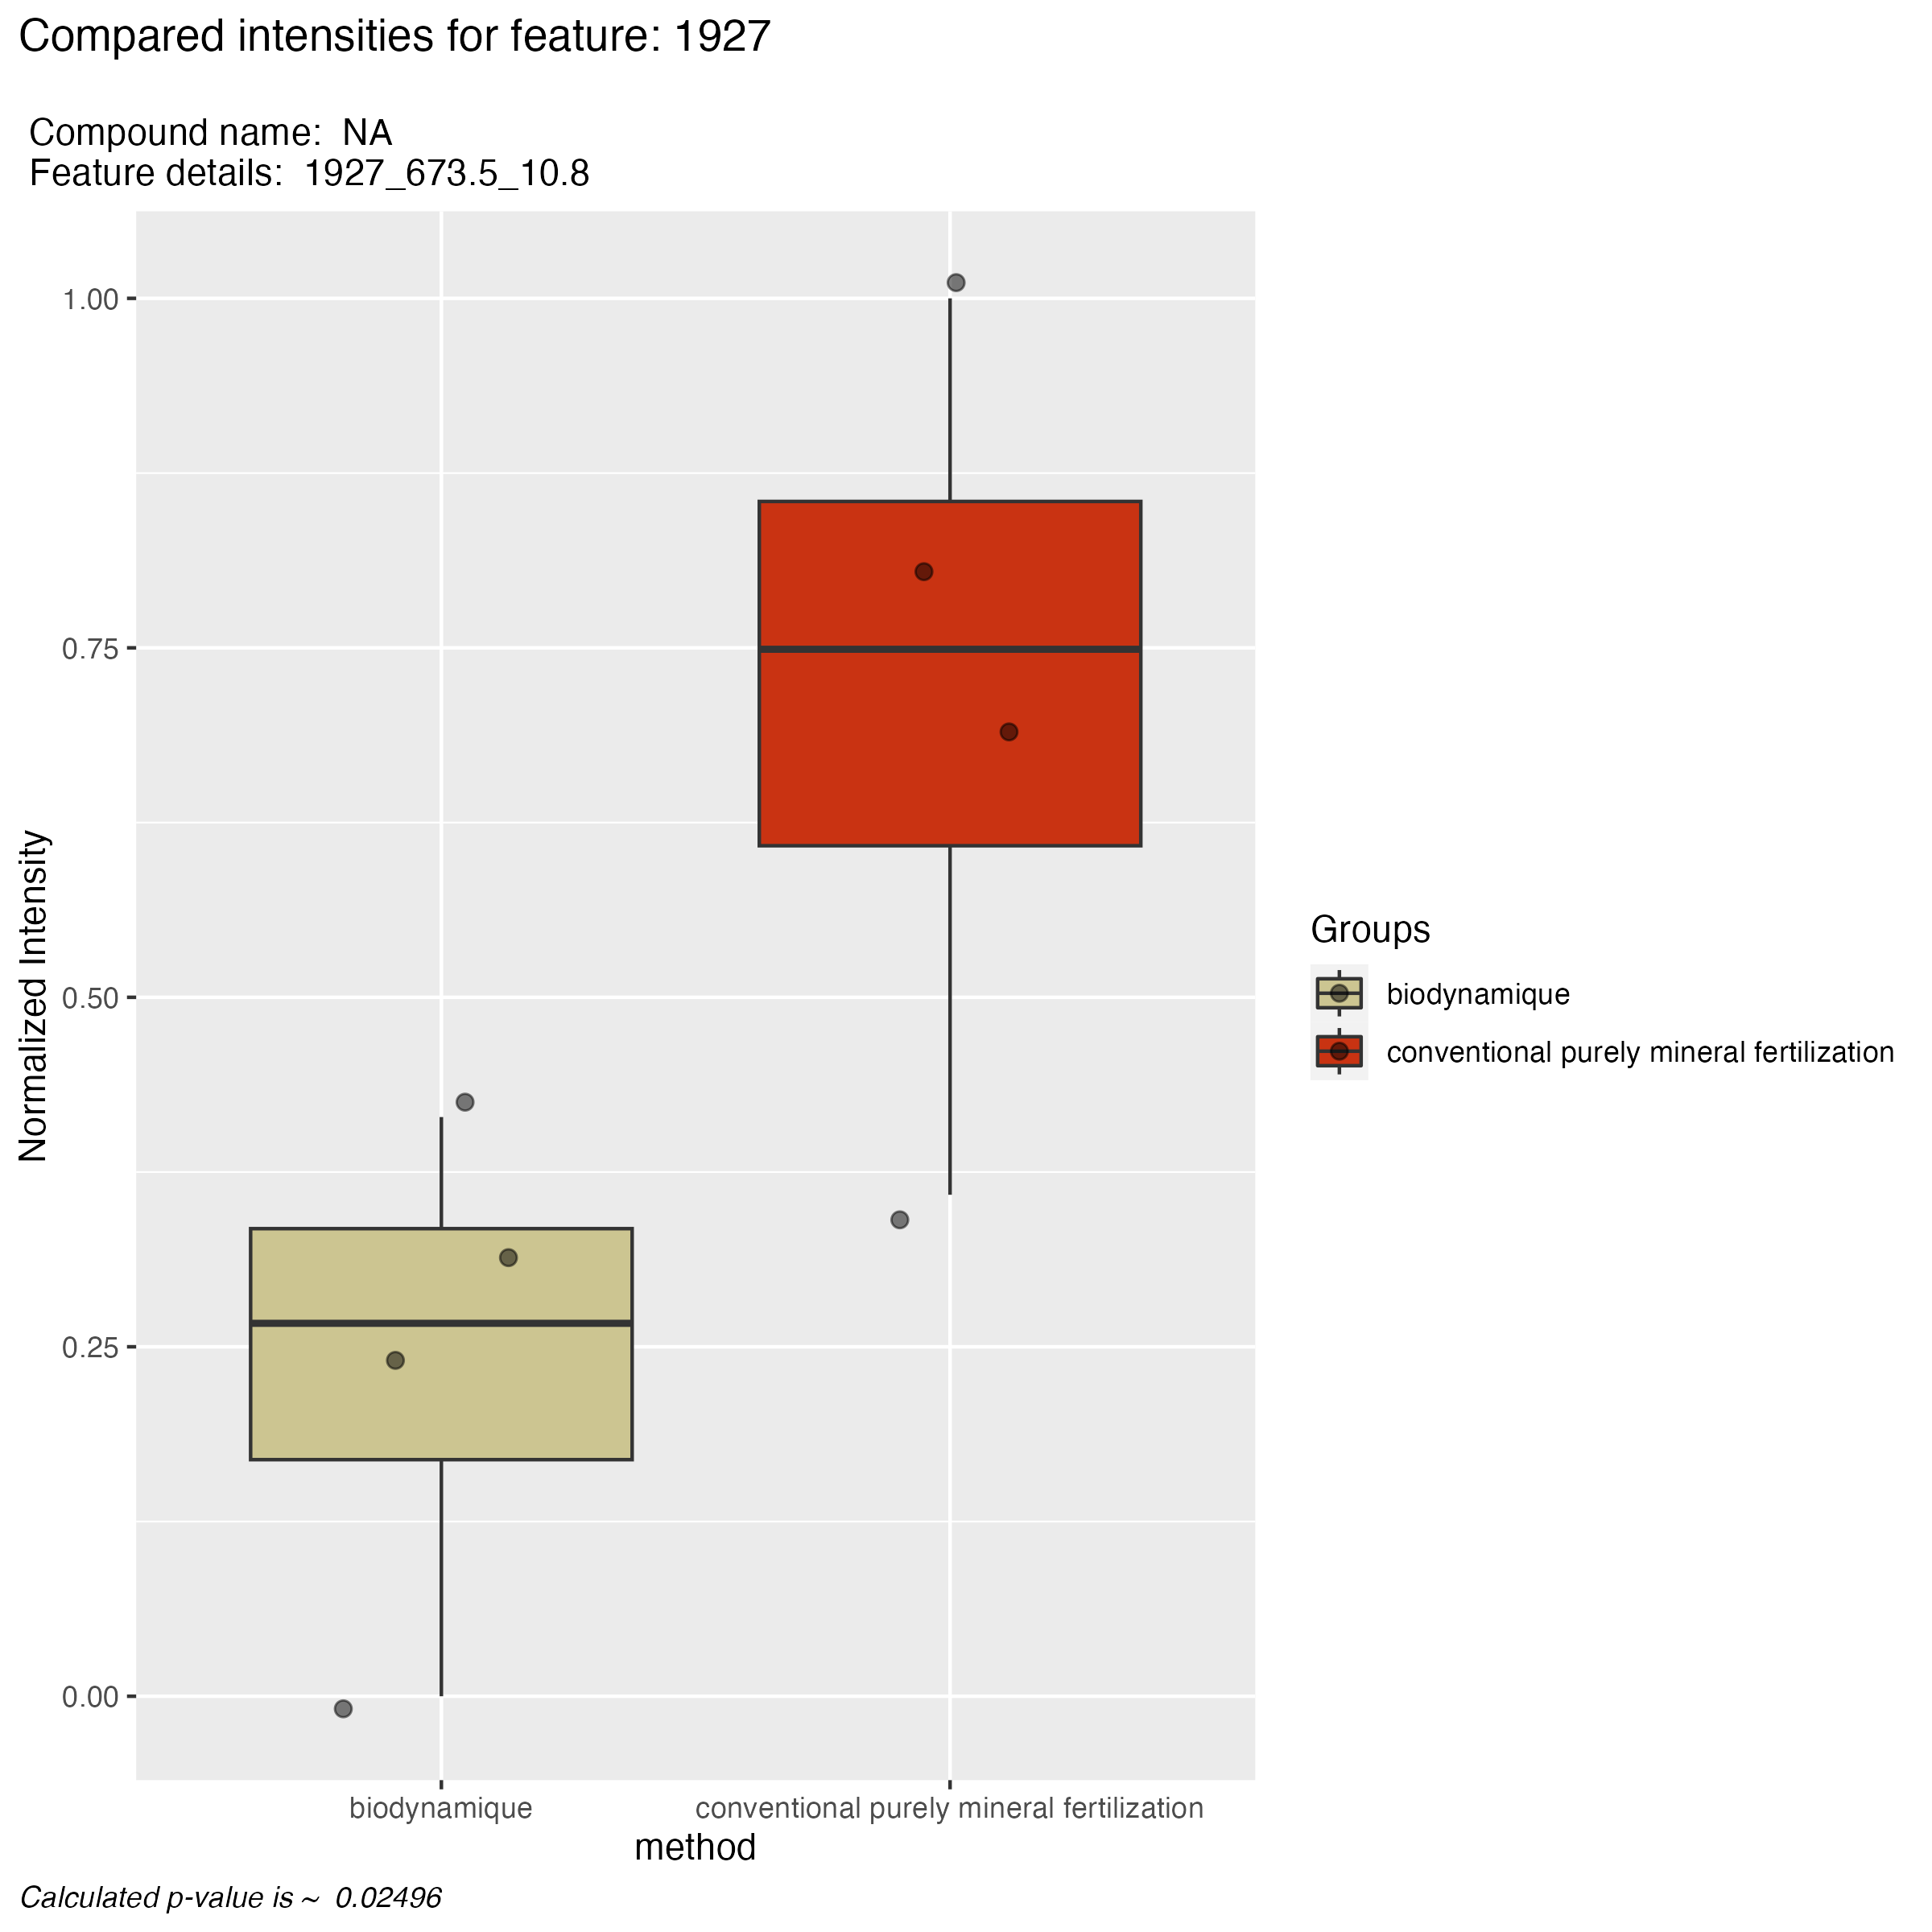 Compared intensities for feature: 1927
Compound name: NA
Feature details: 1927_673.5_10.8
1.00
0.75
0.50
0.25
0.00
Normalized Intensity
biodynamique
conventional purely mineral fertilization
method
Groups
biodynamique
conventional purely mineral fertilization
Calculated p-value is ~ 0.02496